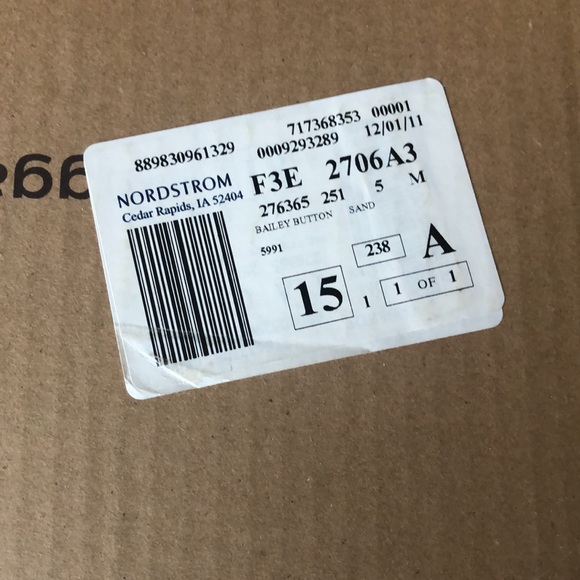 717368353 00001
889830961329 0009293289 12/01/11
NORDSTROM F3E 2706A3
Cedar Rapids, IA 52404 276365 251 5 M
BAILEY BUTTON SAND
5991
238 A
15 1 1 OF 1